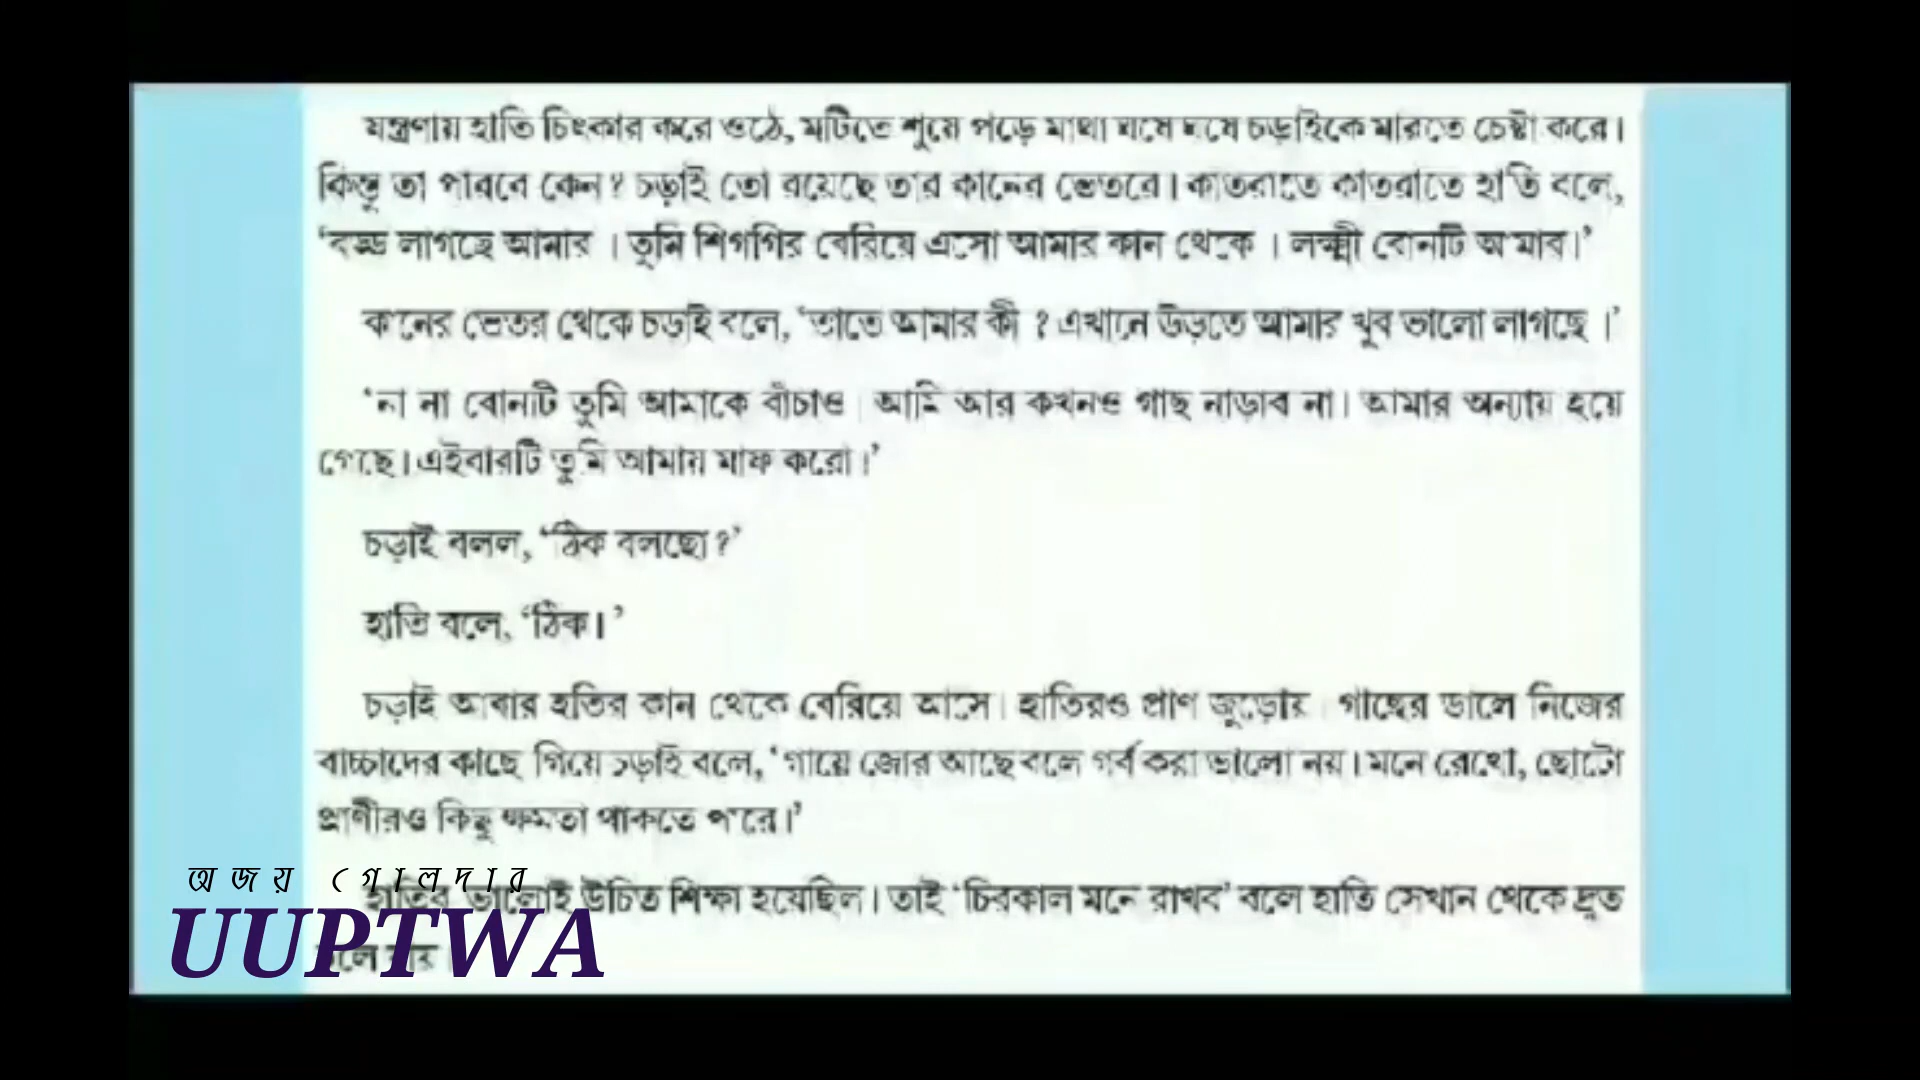 যন্ত্রণায় হাতি চিৎকার করে ওঠে, মাটিতে শুয়ে পড়ে মাথা ঘষে ঘষে চড়াইকে মারতে চেষ্টা করে।
কিন্তু তা পারবে কেন? চড়াই তো রয়েছে তার কানের ভেতরে। কাতরাতে কাতরাতে হাতি বলে,
‘বড্ড লাগছে আমার । তুমি শিগগির বেরিয়ে এসো আমার কান থেকে । লক্ষ্মী বোনটি আমার।’
কানের ভেতর থেকে চড়াই বলে, ‘তাতে আমার কী ? এখানে উড়তে আমার খুব ভালো লাগছে ।’
‘না না বোনটি তুমি আমাকে বাঁচাও। আমি আর কখনও গাছ নাড়াব না। আমার অন্যায় হয়ে
গেছে। এইবারটি তুমি আমায় মাফ করো।’
চড়াই বলল, ‘ঠিক বলছো?’
হাতি বলে, ‘ঠিক।’
চড়াই আবার হাতির কান থেকে বেরিয়ে আসে। হাতিরও প্রাণ জুড়োয়। গাছের ডালে নিজের
বাচ্চাদের কাছে গিয়ে চড়াই বলে, ‘গায়ে জোর আছে বলে গর্ব করা ভালো নয়। মনে রেখো, ছোটো
প্রাণীরও কিছু ক্ষমতা থাকতে পারে।’
অজয় গোলদার
হাতির ভালোই উচিত শিক্ষা হয়েছিল। তাই ‘চিরকাল মনে রাখব’ বলে হাতি সেখান থেকে দ্রুত
UUPTWA